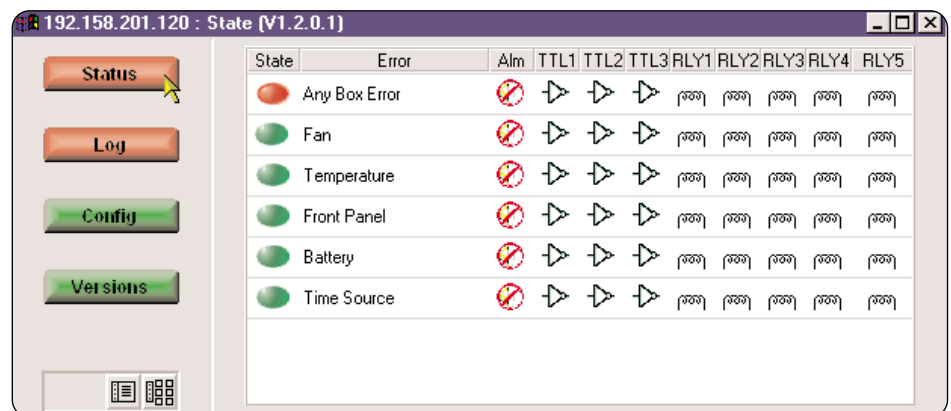 192.158.201.120 : State (V1.2.0.1)
Status
Log
Config
Versions
State Error Alm TTL1 TTL2 TTL3 RLY1 RLY2 RLY3 RLY4 RLY5
Any Box Error
Fan
Temperature
Front Panel
Battery
Time Source